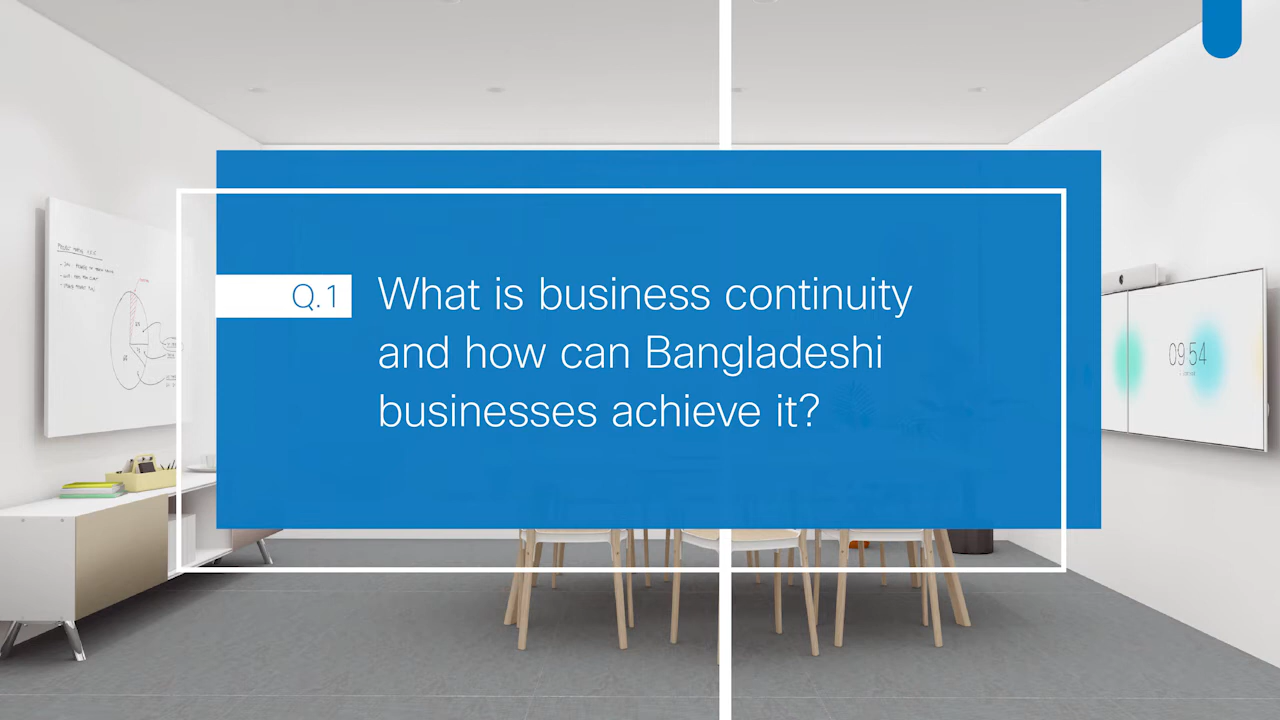 Q.1
What is business continuity
and how can Bangladeshi
businesses achieve it?
09:54